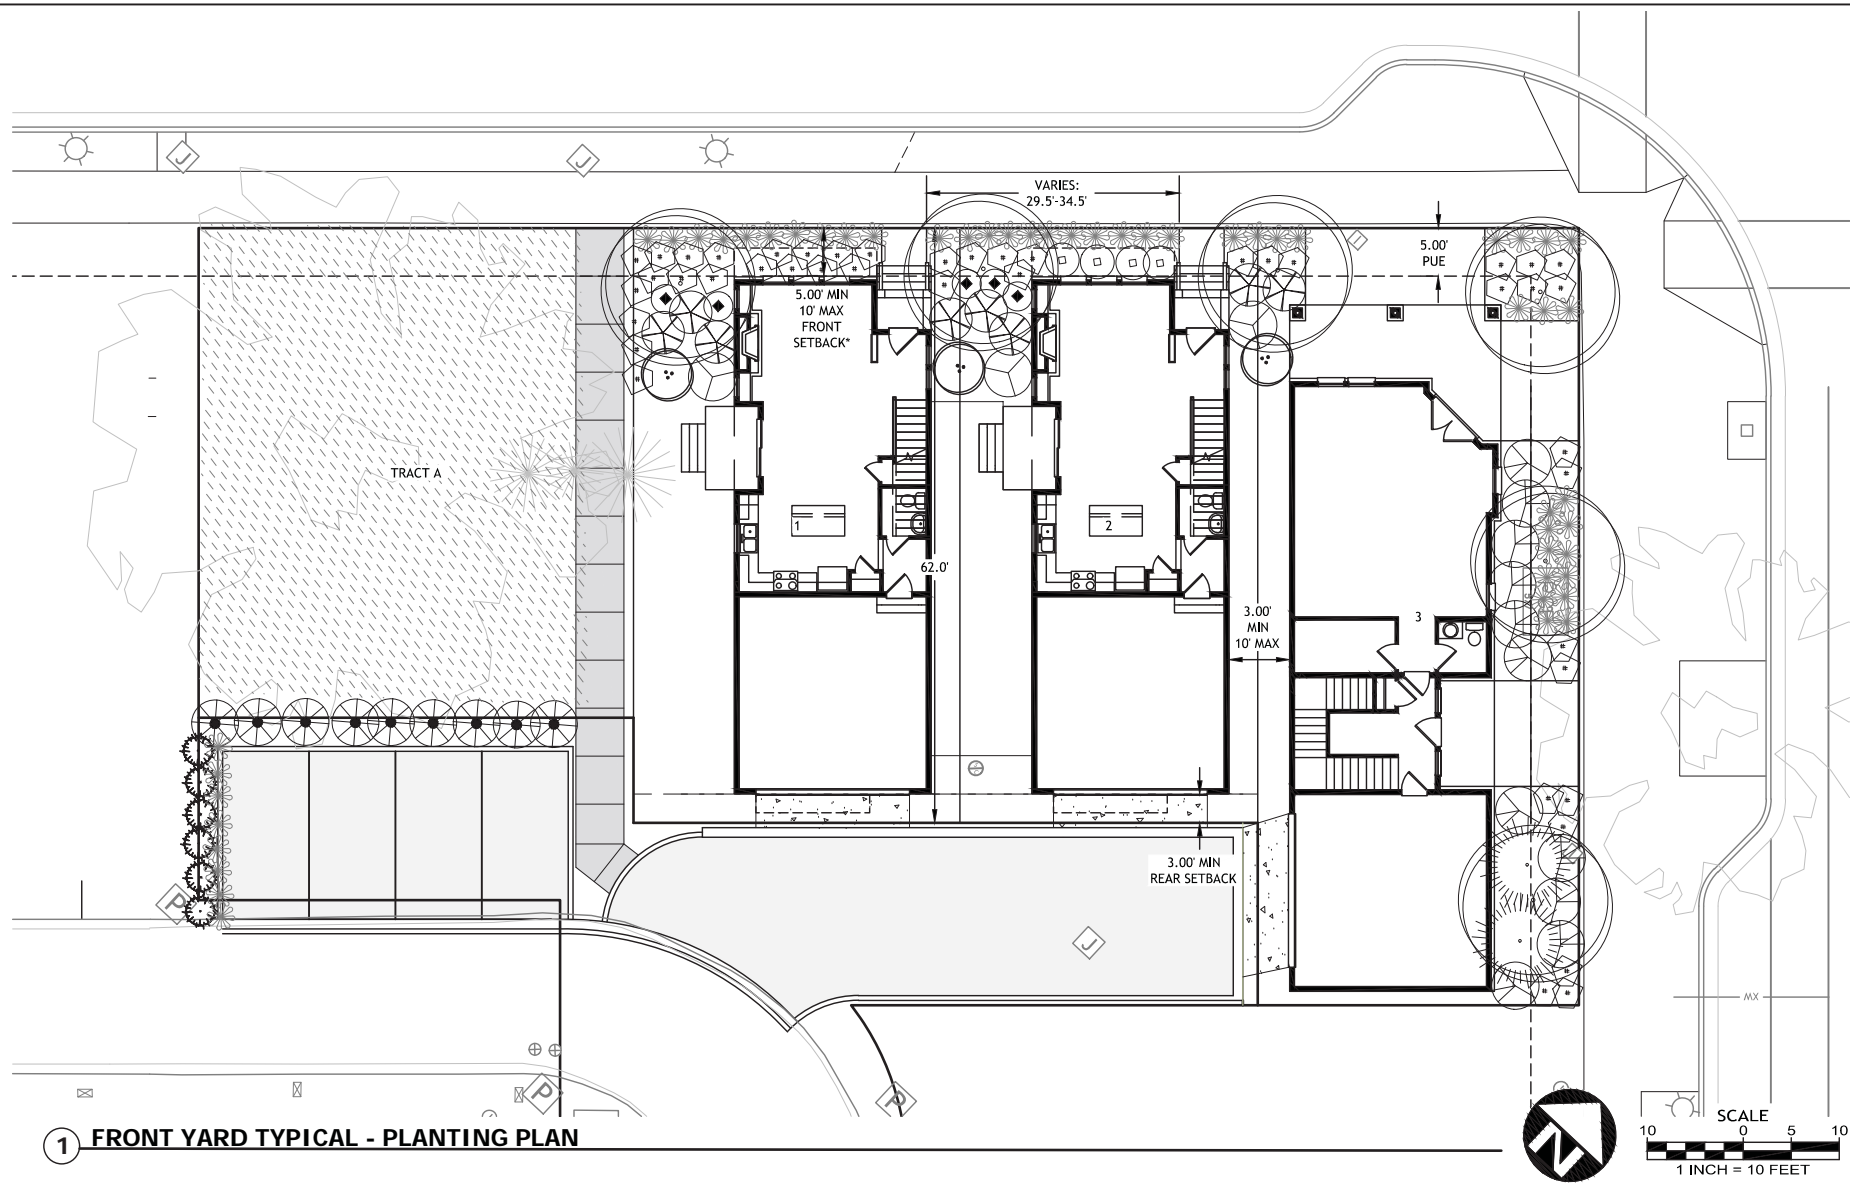 J
J
VARIES:
29.5'-34.5'
5.00'
PUE
5.00' MIN
10' MAX
FRONT
SETBACK*
TRACT A
1
2
62.0'
3
3.00'
MIN
10' MAX
3.00' MIN
REAR SETBACK
P
J
MX
P
P
1 FRONT YARD TYPICAL - PLANTING PLAN
N
SCALE
10 0 5 10
1 INCH = 10 FEET